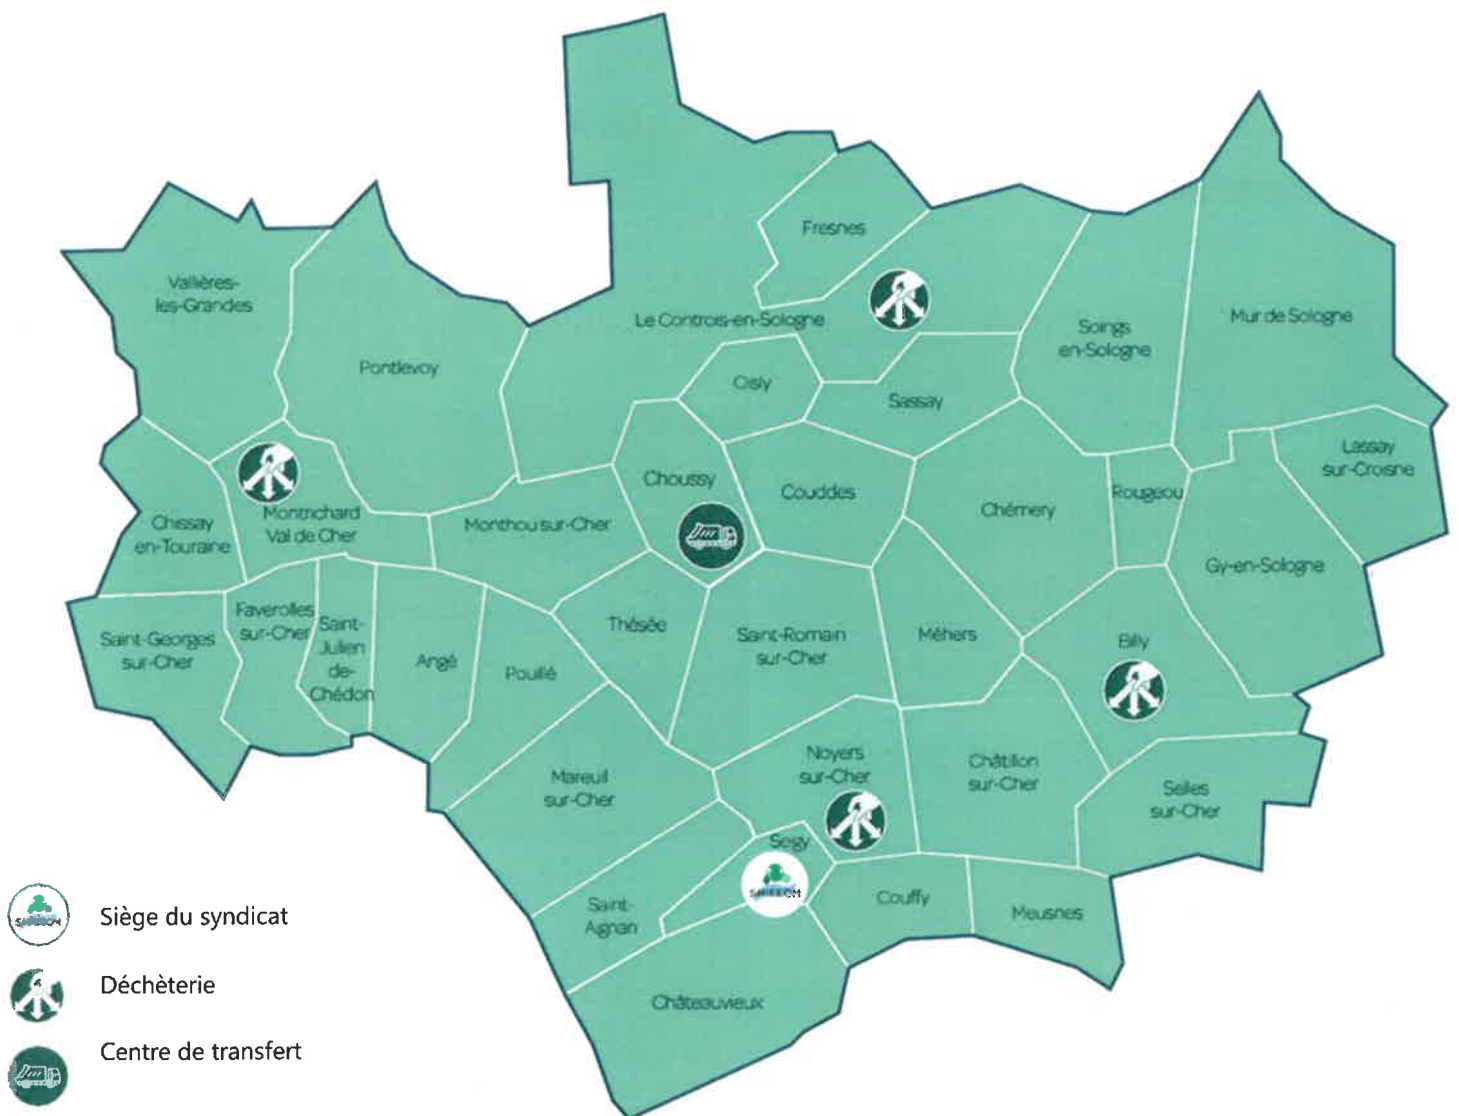 Fresnes
Vallières-
les-Grandes
Le Controis-en-Sologne
Mur de Sologne
Soings
en-Sologne
Pontlevoy
Oisly
Sassay
Lassay
sur-Croisne
Choussy
Couddes
Rougeou
Chémery
Montrichard
Val de Cher
Monthou sur-Cher
Chissay
en-Touraine
Gy-en-Sologne
Faverolles
sur-Cher
Saint-
Julien
de-
Chédon
Saint-Georges
sur-Cher
Angé
Pouillé
Thésée
Saint-Romain
sur-Cher
Méhers
Billy
Mareuil
sur-Cher
Noyers
sur-Cher
Châtillon
sur-Cher
Selles
sur-Cher
Seigy
Saint-
Aignan
Couffy
Meusnes
Châteauvieux
Siège du syndicat
Déchèterie
Centre de transfert